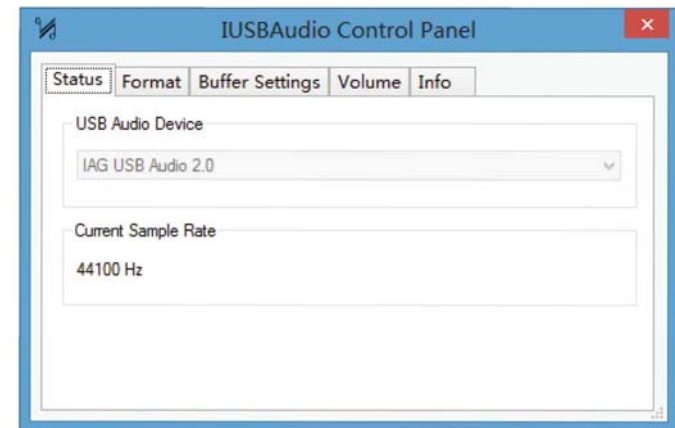 IUSBAudio Control Panel
Status Format Buffer Settings Volume Info
USB Audio Device
IAG USB Audio 2.0
Current Sample Rate
44100 Hz